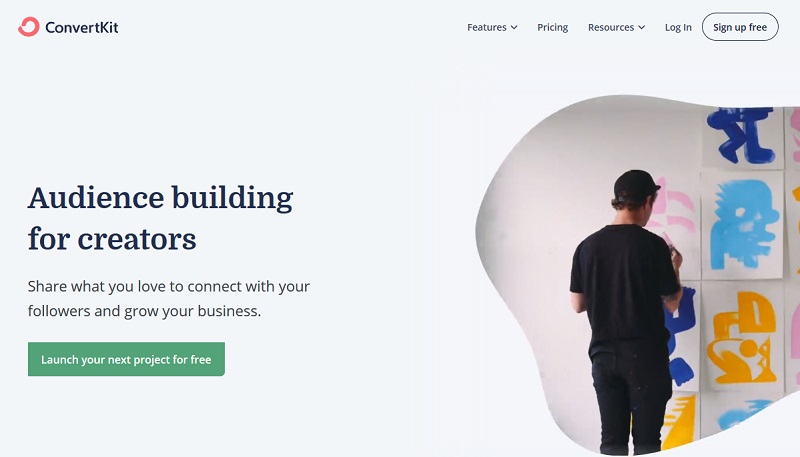 ConvertKit
Features
Pricing
Resources
Log In
Sign up free
Audience building
for creators
Share what you love to connect with your
followers and grow your business.
Launch your next project for free